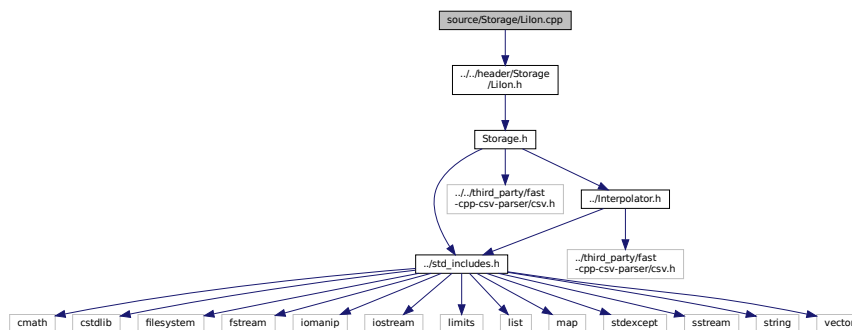 source/Storage/LiIon.cpp
../../header/Storage
/LiIon.h
Storage.h
../../third_party/fast
-cpp-csv-parser/csv.h
../Interpolator.h
../std_includes.h
../third_party/fast
-cpp-csv-parser/csv.h
cmath
cstdlib
filesystem
fstream
iomanip
iostream
limits
list
map
stdexcept
sstream
string
vector